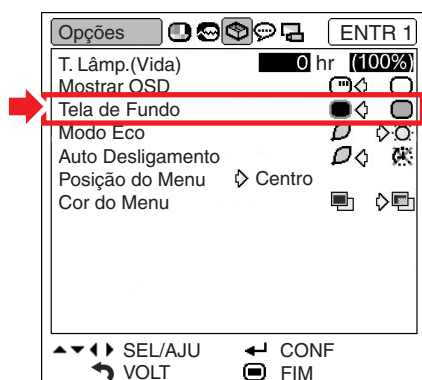 Opções ENTR 1
T. Lâmp.(Vida) 0 hr (100%)
Mostrar OSD
Tela de Fundo
Modo Eco
Auto Desligamento
Posição do Menu Centro
Cor do Menu
SEL/AJU CONF
VOLT FIM